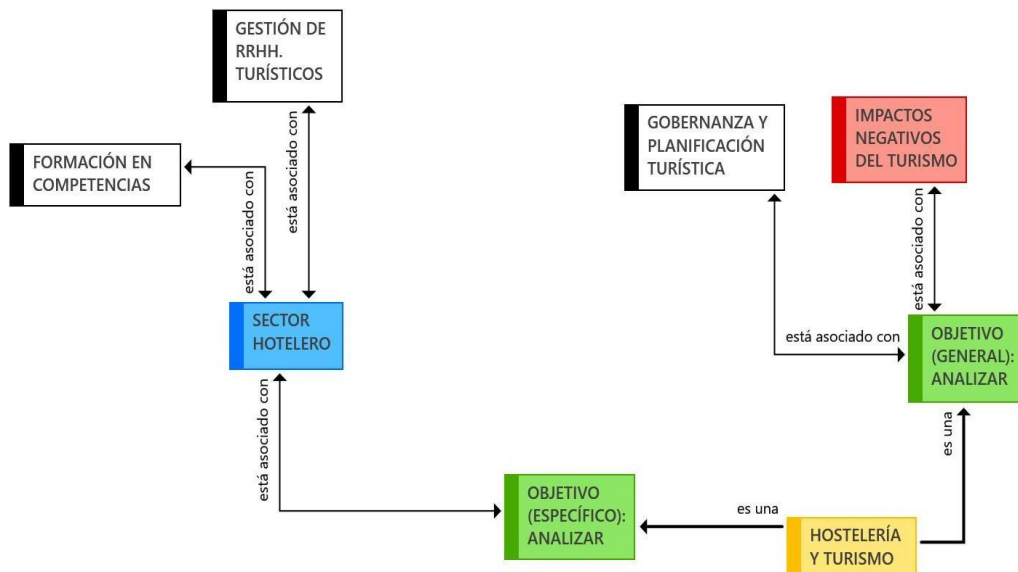 GESTIÓN DE
RRHH.
TURÍSTICOS
FORMACIÓN EN
COMPETENCIAS
está asociado con
está asociado con
GOBERNANZA Y
PLANIFICACIÓN
TURÍSTICA
IMPACTOS
NEGATIVOS
DEL TURISMO
está asociado con
SECTOR
HOTELERO
está asociado con
OBJETIVO
(GENERAL):
ANALIZAR
está asociado con
es una
OBJETIVO
(ESPECÍFICO):
ANALIZAR
es una
HOSTELERÍA
Y TURISMO